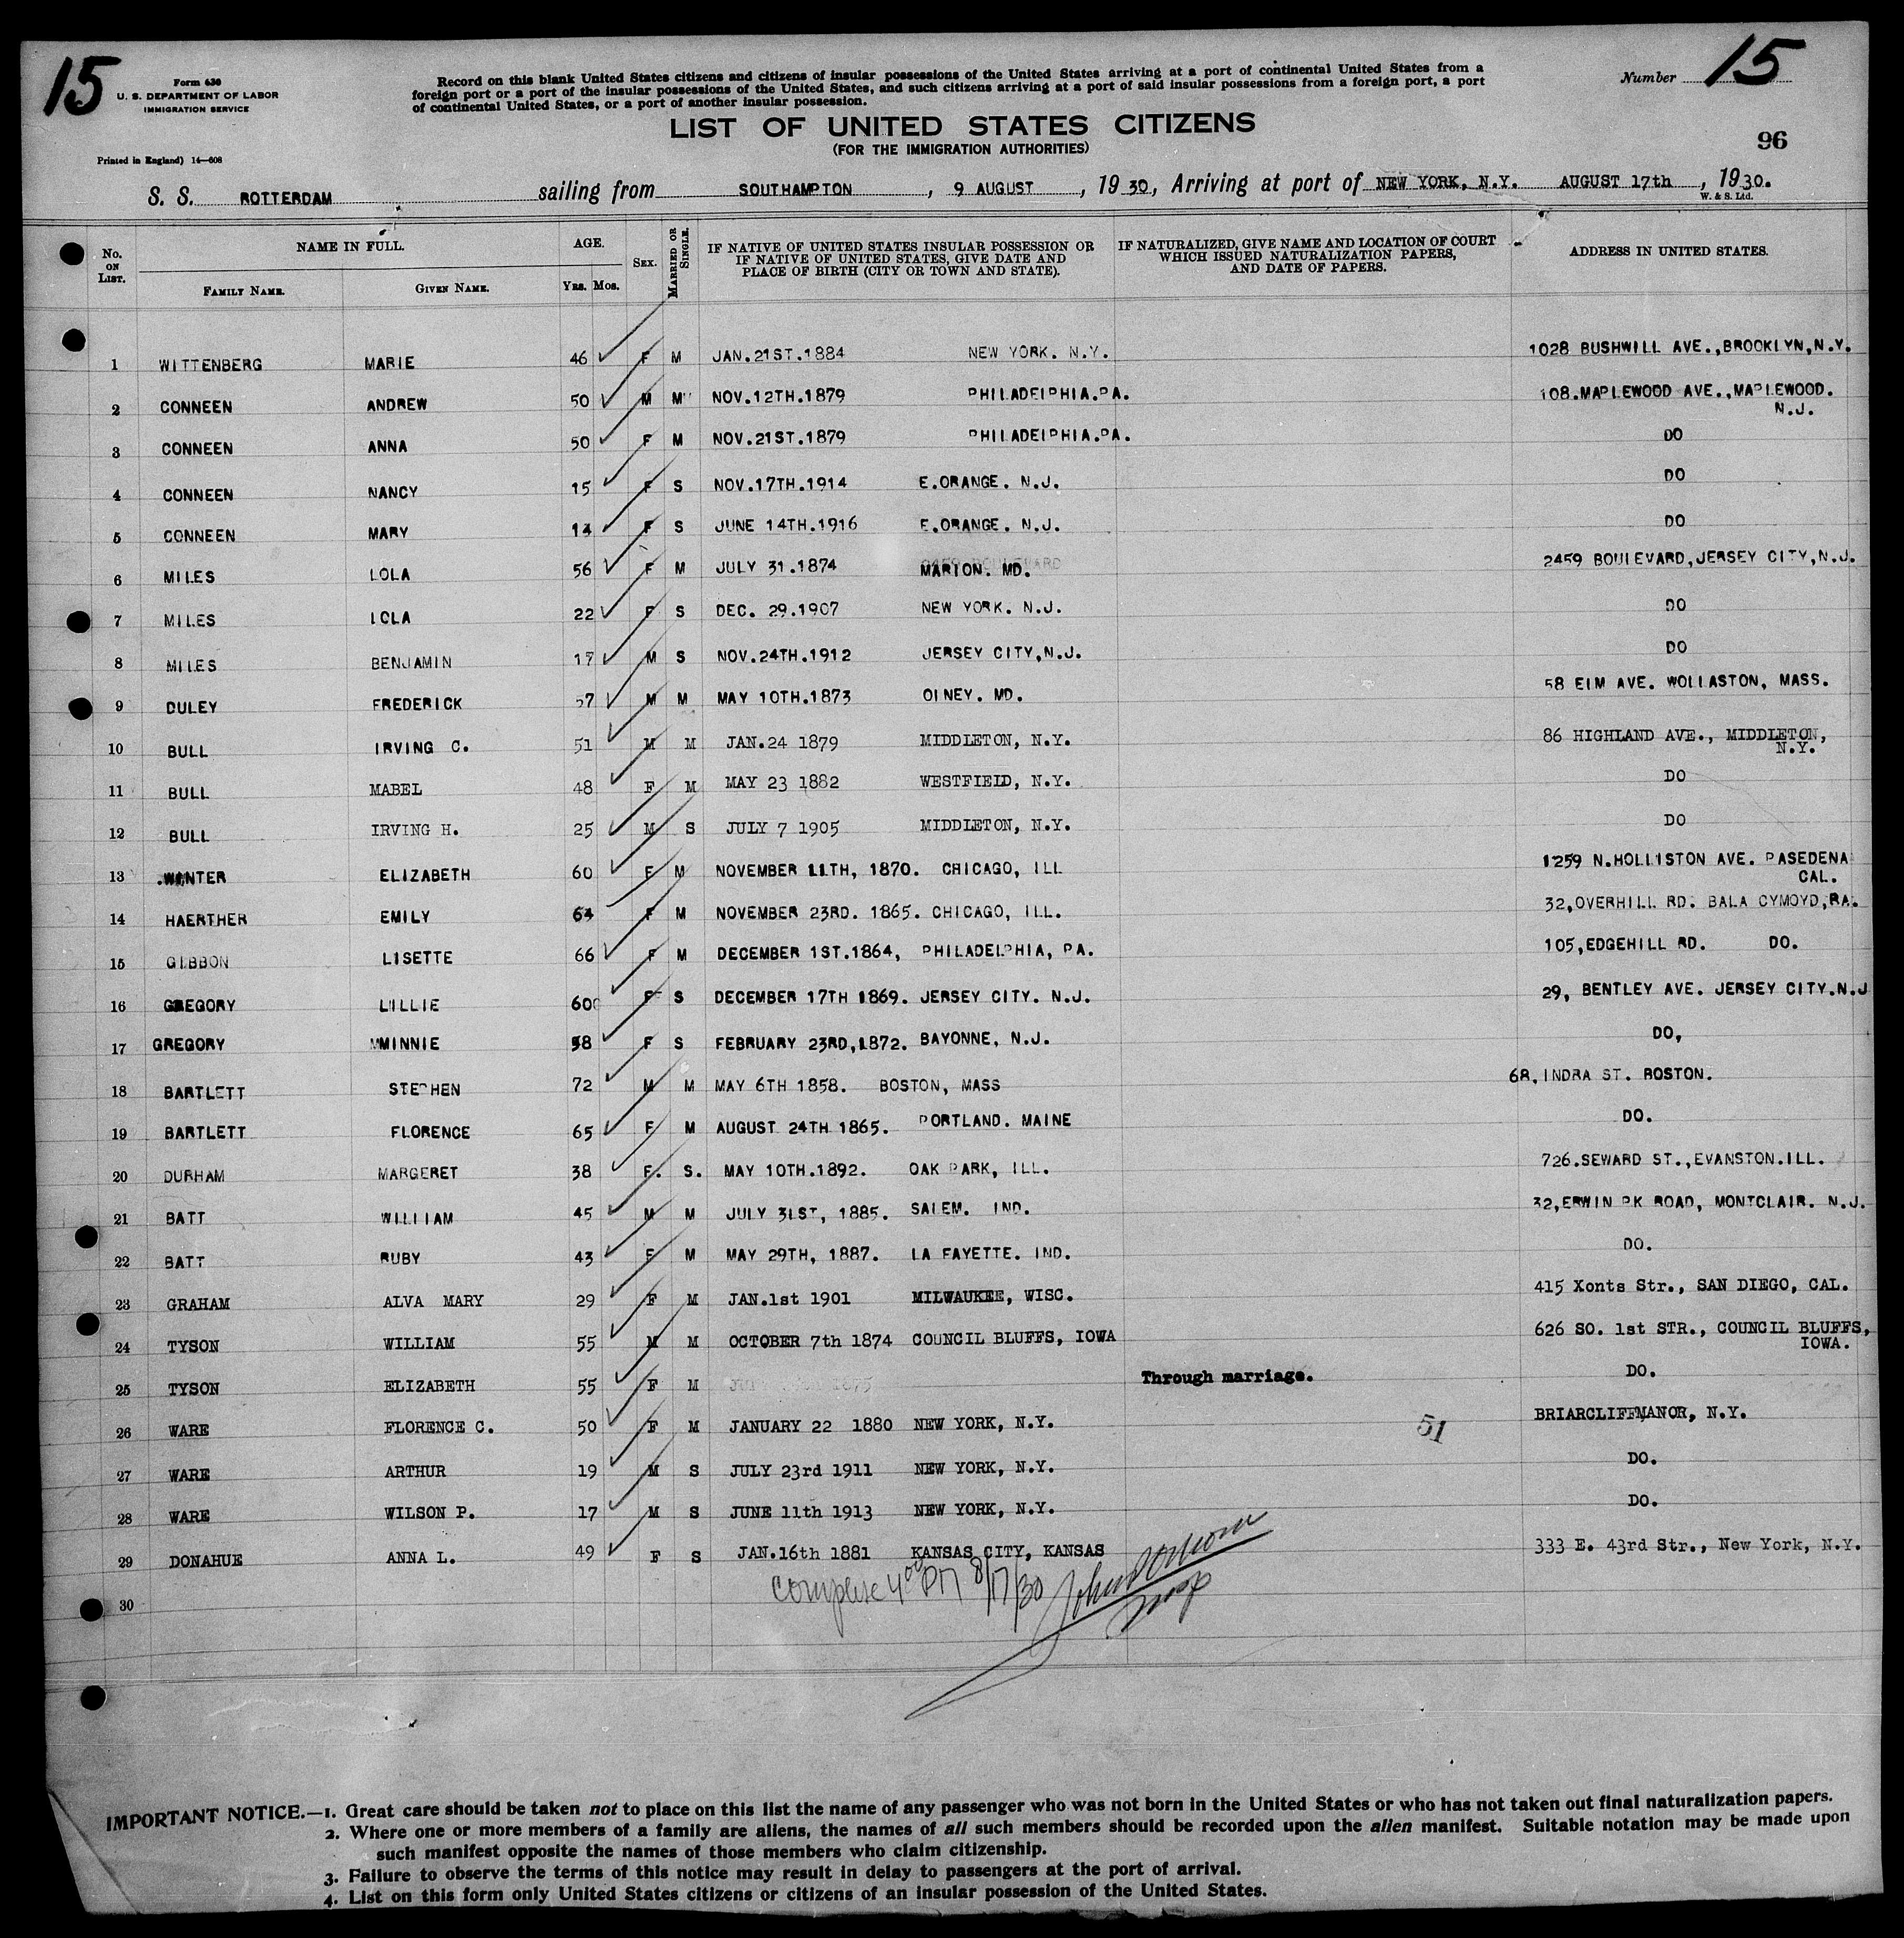 15
Form 630
U. S. DEPARTMENT OF LABOR
IMMIGRATION SERVICE
Printed in England) 14—608
Record on this blank United States citizens and citizens of insular possessions of the United States arriving at a port of continental United States from a
foreign port or a port of the insular possessions of the United States, and such citizens arriving at a port of said insular possessions from a foreign port, a port
of continental United States, or a port of another insular possession.
Number 15
LIST OF UNITED STATES CITIZENS
(FOR THE IMMIGRATION AUTHORITIES)
96
S. S. ROTTERDAM sailing from SOUTHAMPTON, 9 AUGUST, 1930, Arriving at port of NEW YORK, N.Y. AUGUST 17th, 1930.
W. & S. Ltd.
No. ON LIST. NAME IN FULL. AGE. SEX. MARRIED OR SINGLE. IF NATIVE OF UNITED STATES INSULAR POSSESSION OR IF NATIVE OF UNITED STATES, GIVE DATE AND PLACE OF BIRTH (CITY OR TOWN AND STATE). IF NATURALIZED, GIVE NAME AND LOCATION OF COURT WHICH ISSUED NATURALIZATION PAPERS, AND DATE OF PAPERS. ADDRESS IN UNITED STATES.
FAMILY NAME. GIVEN NAME. YRS. MOS.
1 WITTENBERG MARIE 46 F M JAN.21ST.1884 NEW YORK. N.Y. 1028 BUSHWILL AVE.,BROOKLYN,N.Y.
2 CONNEEN ANDREW 50 M M NOV.12TH.1879 PHILADELPHIA.PA. 108.MAPLEWOOD AVE.,MAPLEWOOD. N.J.
3 CONNEEN ANNA 50 F M NOV.21ST.1879 PHILADELPHIA.PA. DO
4 CONNEEN NANCY 15 F S NOV.17TH.1914 E.ORANGE. N.J. DO
5 CONNEEN MARY 14 F S JUNE 14TH.1916 E.ORANGE. N.J. DO
6 MILES LOLA 56 F M JULY 31.1874 MARION. MD. 2459 BOULEVARD,JERSEY CITY,N.J.
7 MILES LOLA 22 F S DEC. 29.1907 NEW YORK. N.J. DO
8 MILES BENJAMIN 17 M S NOV.24TH.1912 JERSEY CITY,N.J. DO
9 DULEY FREDERICK 57 M M MAY 10TH.1873 OLNEY. MD. 58 ELM AVE. WOLLASTON, MASS.
10 BULL IRVING C. 51 M M JAN.24 1879 MIDDLETON, N.Y. 86 HIGHLAND AVE., MIDDLETON, N.Y.
11 BULL MABEL 48 F M MAY 23 1882 WESTFIELD, N.Y. DO
12 BULL IRVING H. 25 M S JULY 7 1905 MIDDLETON, N.Y. DO
13 WINTER ELIZABETH 60 F M NOVEMBER 11TH, 1870. CHICAGO, ILL 1259 N.HOLLISTON AVE. PASEDENA CAL.
14 HAERTHER EMILY 64 F M NOVEMBER 23RD. 1865. CHICAGO, ILL. 32,OVERHILL RD. BALA CYMOYD,PA.
15 GIBBON LISETTE 66 F M DECEMBER 1ST.1864, PHILADELPHIA, PA. 105,EDGEHILL RD. DO.
16 GREGORY LILLIE 60 F S DECEMBER 17TH 1869. JERSEY CITY. N.J. 29, BENTLEY AVE. JERSEY CITY.N.J
17 GREGORY MINNIE 58 F S FEBRUARY 23RD,1872. BAYONNE, N.J. DO,
18 BARTLETT STEPHEN 72 M M MAY 6TH 1858. BOSTON, MASS 68,INDRA ST. BOSTON.
19 BARTLETT FLORENCE 65 F M AUGUST 24TH 1865. PORTLAND. MAINE DO.
20 DURHAM MARGERET 38 F. S. MAY 10TH.1892. OAK PARK, ILL. 726.SEWARD ST.,EVANSTON.ILL.
21 BATT WILLIAM 45 M M JULY 31ST, 1885. SALEM. IND. 32,ERWIN PK ROAD, MONTCLAIR. N.J.
22 BATT RUBY 43 F M MAY 29TH, 1887. LA FAYETTE. IND. DO.
23 GRAHAM ALVA MARY 29 F M JAN.1st 1901 MILWAUKEE, WISC. 415 Xonts Str., SAN DIEGO, CAL.
24 TYSON WILLIAM 55 M M OCTOBER 7th 1874 COUNCIL BLUFFS, IOWA 626 SO. 1st STR., COUNCIL BLUFFS, IOWA.
25 TYSON ELIZABETH 55 F M Through marriage. DO.
26 WARE FLORENCE C. 50 F M JANUARY 22 1880 NEW YORK, N.Y. BRIARCLIFF MANOR, N.Y.
51
27 WARE ARTHUR 19 M S JULY 23rd 1911 NEW YORK, N.Y. DO.
28 WARE WILSON P. 17 M S JUNE 11th 1913 NEW YORK, N.Y. DO.
29 DONAHUE ANNA L. 49 F S JAN.16th 1881 KANSAS CITY, KANSAS 333 E. 43rd Str., New York, N.Y.
30
Complete 4 00 PM 8/17/30
IMPORTANT NOTICE.—1. Great care should be taken not to place on this list the name of any passenger who was not born in the United States or who has not taken out final naturalization papers.
2. Where one or more members of a family are aliens, the names of all such members should be recorded upon the alien manifest. Suitable notation may be made upon
such manifest opposite the names of those members who claim citizenship.
3. Failure to observe the terms of this notice may result in delay to passengers at the port of arrival.
4. List on this form only United States citizens or citizens of an insular possession of the United States.